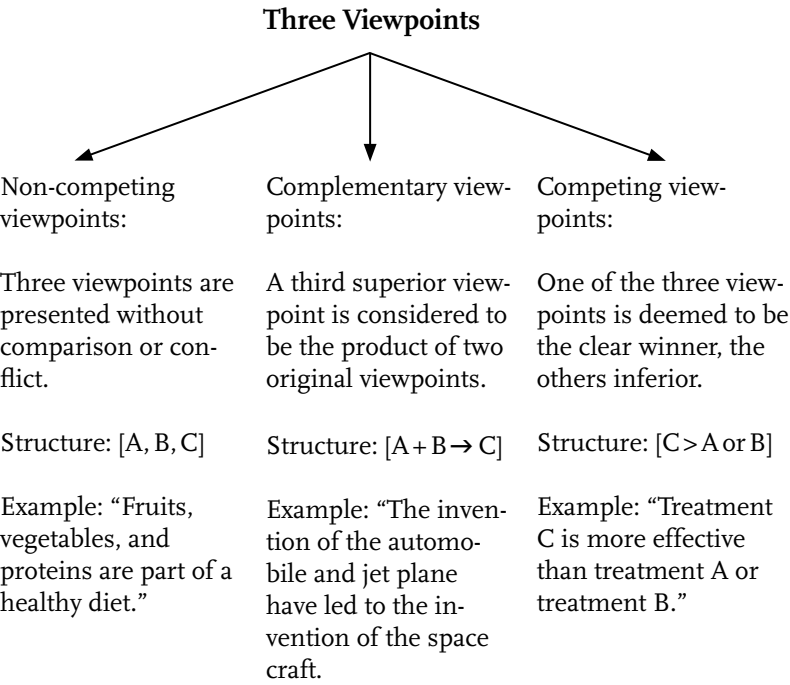 Three Viewpoints
Non-competing
viewpoints:
Three viewpoints are
presented without
comparison or con-
flict.
Structure: [A, B, C]
Example: “Fruits,
vegetables, and
proteins are part of a
healthy diet.”
Complementary view-
points:
A third superior view-
point is considered to
be the product of two
original viewpoints.
Structure: [A + B → C]
Example: “The inven-
tion of the automo-
bile and jet plane
have led to the in-
vention of the space
craft.
Competing view-
points:
One of the three view-
points is deemed to be
the clear winner, the
others inferior.
Structure: [C > A or B]
Example: “Treatment
C is more effective
than treatment A or
treatment B.”